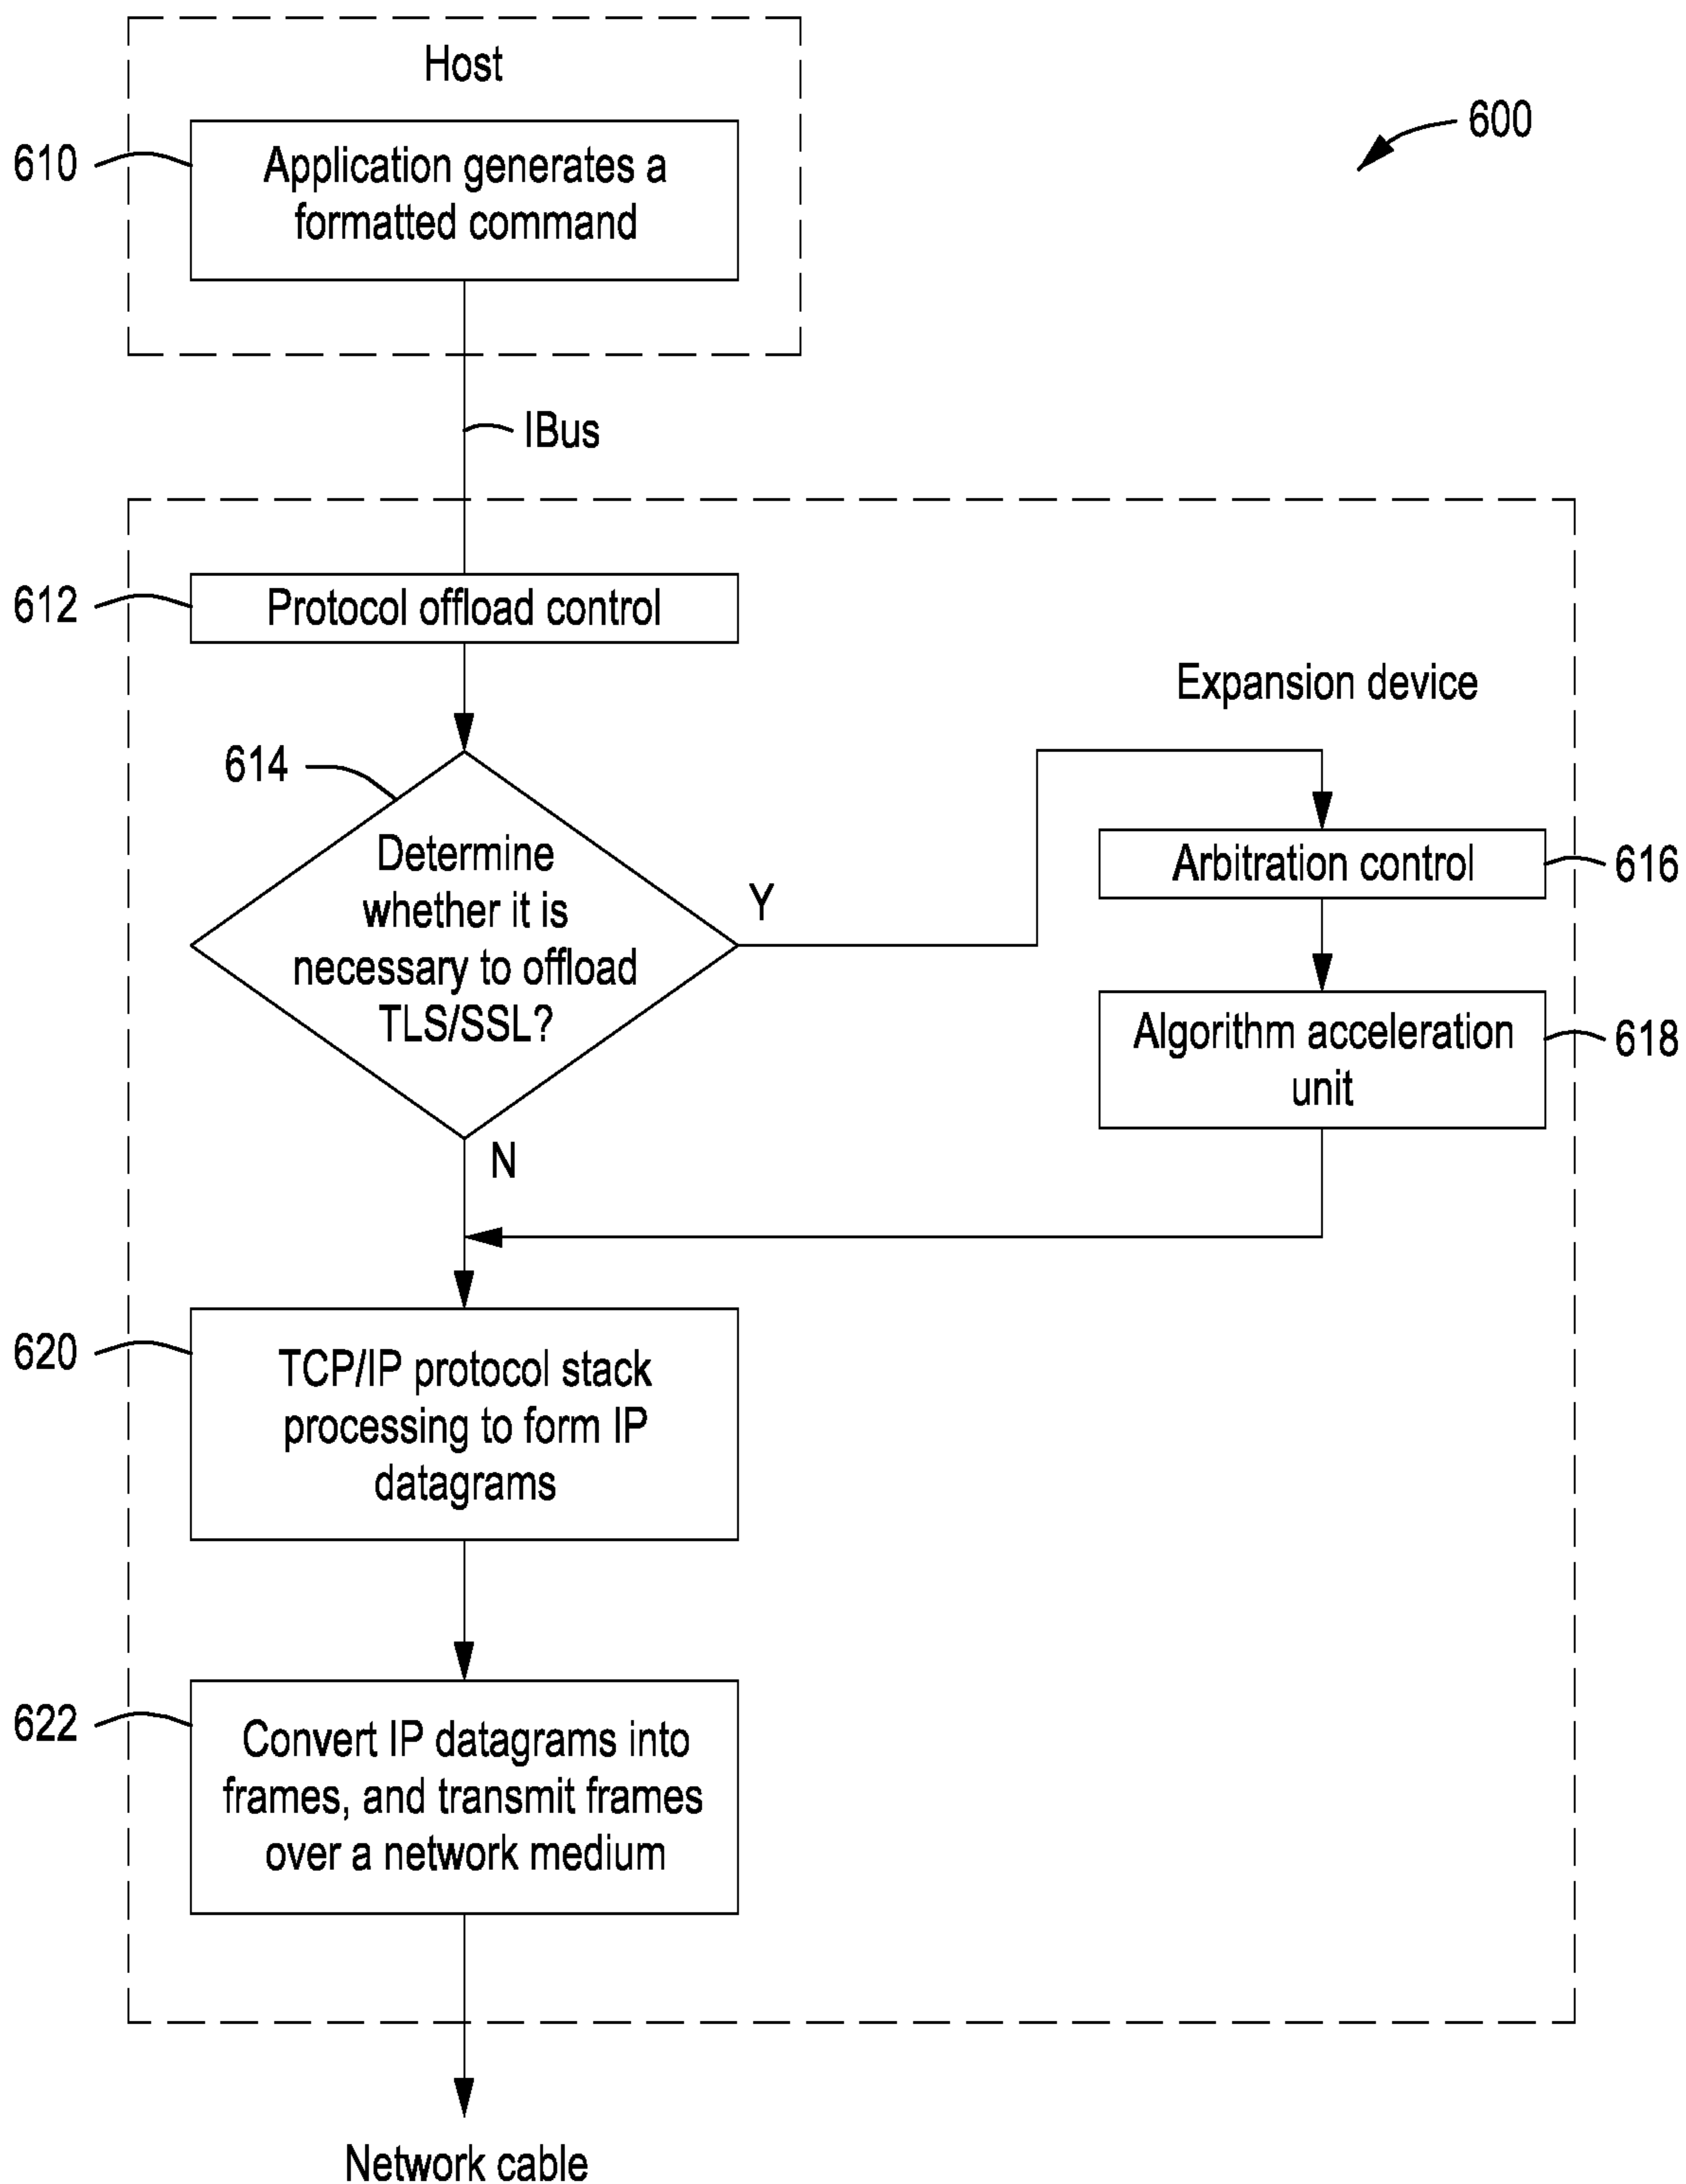 Host
600
610
Application generates a
formatted command
IBus
612
Protocol offload control
Expansion device
614
Determine
whether it is
necessary to offload
TLS/SSL?
Y
Arbitration control
616
Algorithm acceleration
unit
618
N
620
TCP/IP protocol stack
processing to form IP
datagrams
622
Convert IP datagrams into
frames, and transmit frames
over a network medium
Network cable